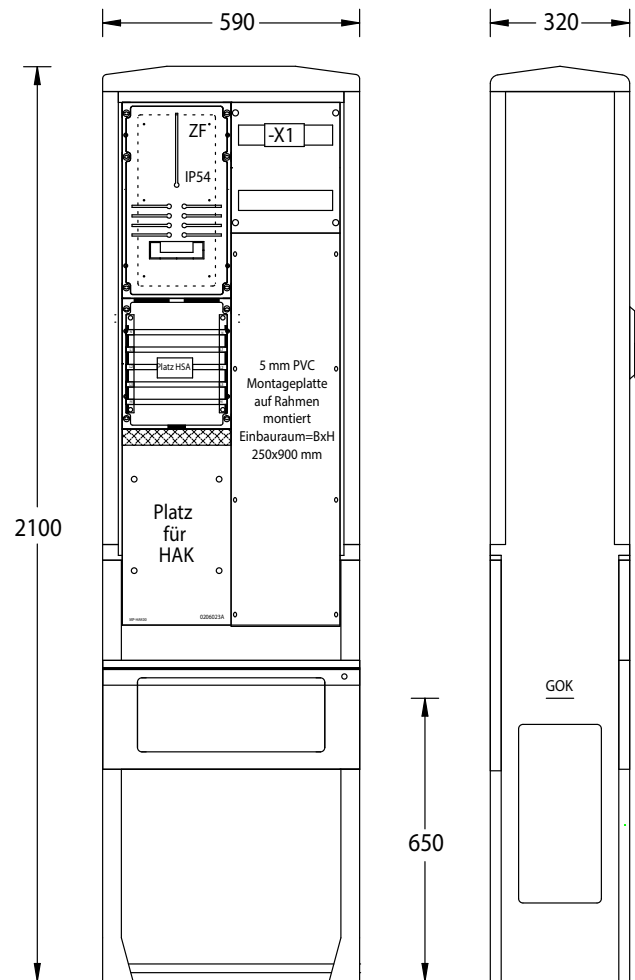 590
320
ZF
-X1
IP54
Platz HSA
5 mm PVC
Montageplatte
auf Rahmen
montiert
Einbauraum=BxH
250x900 mm
2100
Platz
für
HAK
0206023A
GOK
650